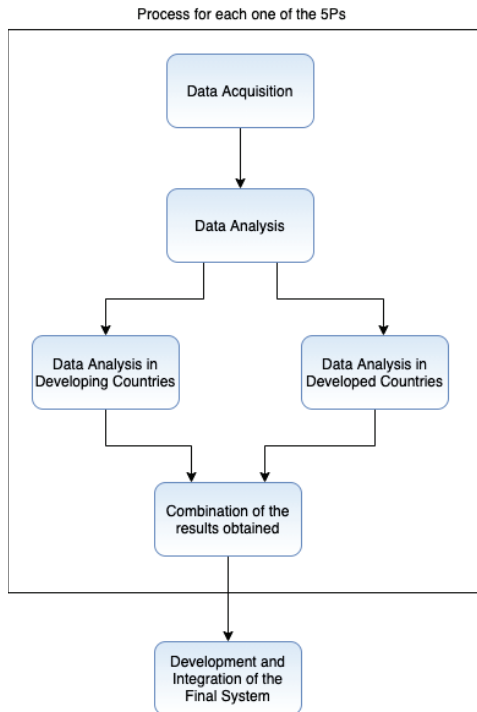 Process for each one of the 5Ps
Data Acquisition
Data Analysis
Data Analysis in
Developing Countries
Data Analysis in
Developed Countries
Combination of the
results obtained
Development and
Integration of the
Final System